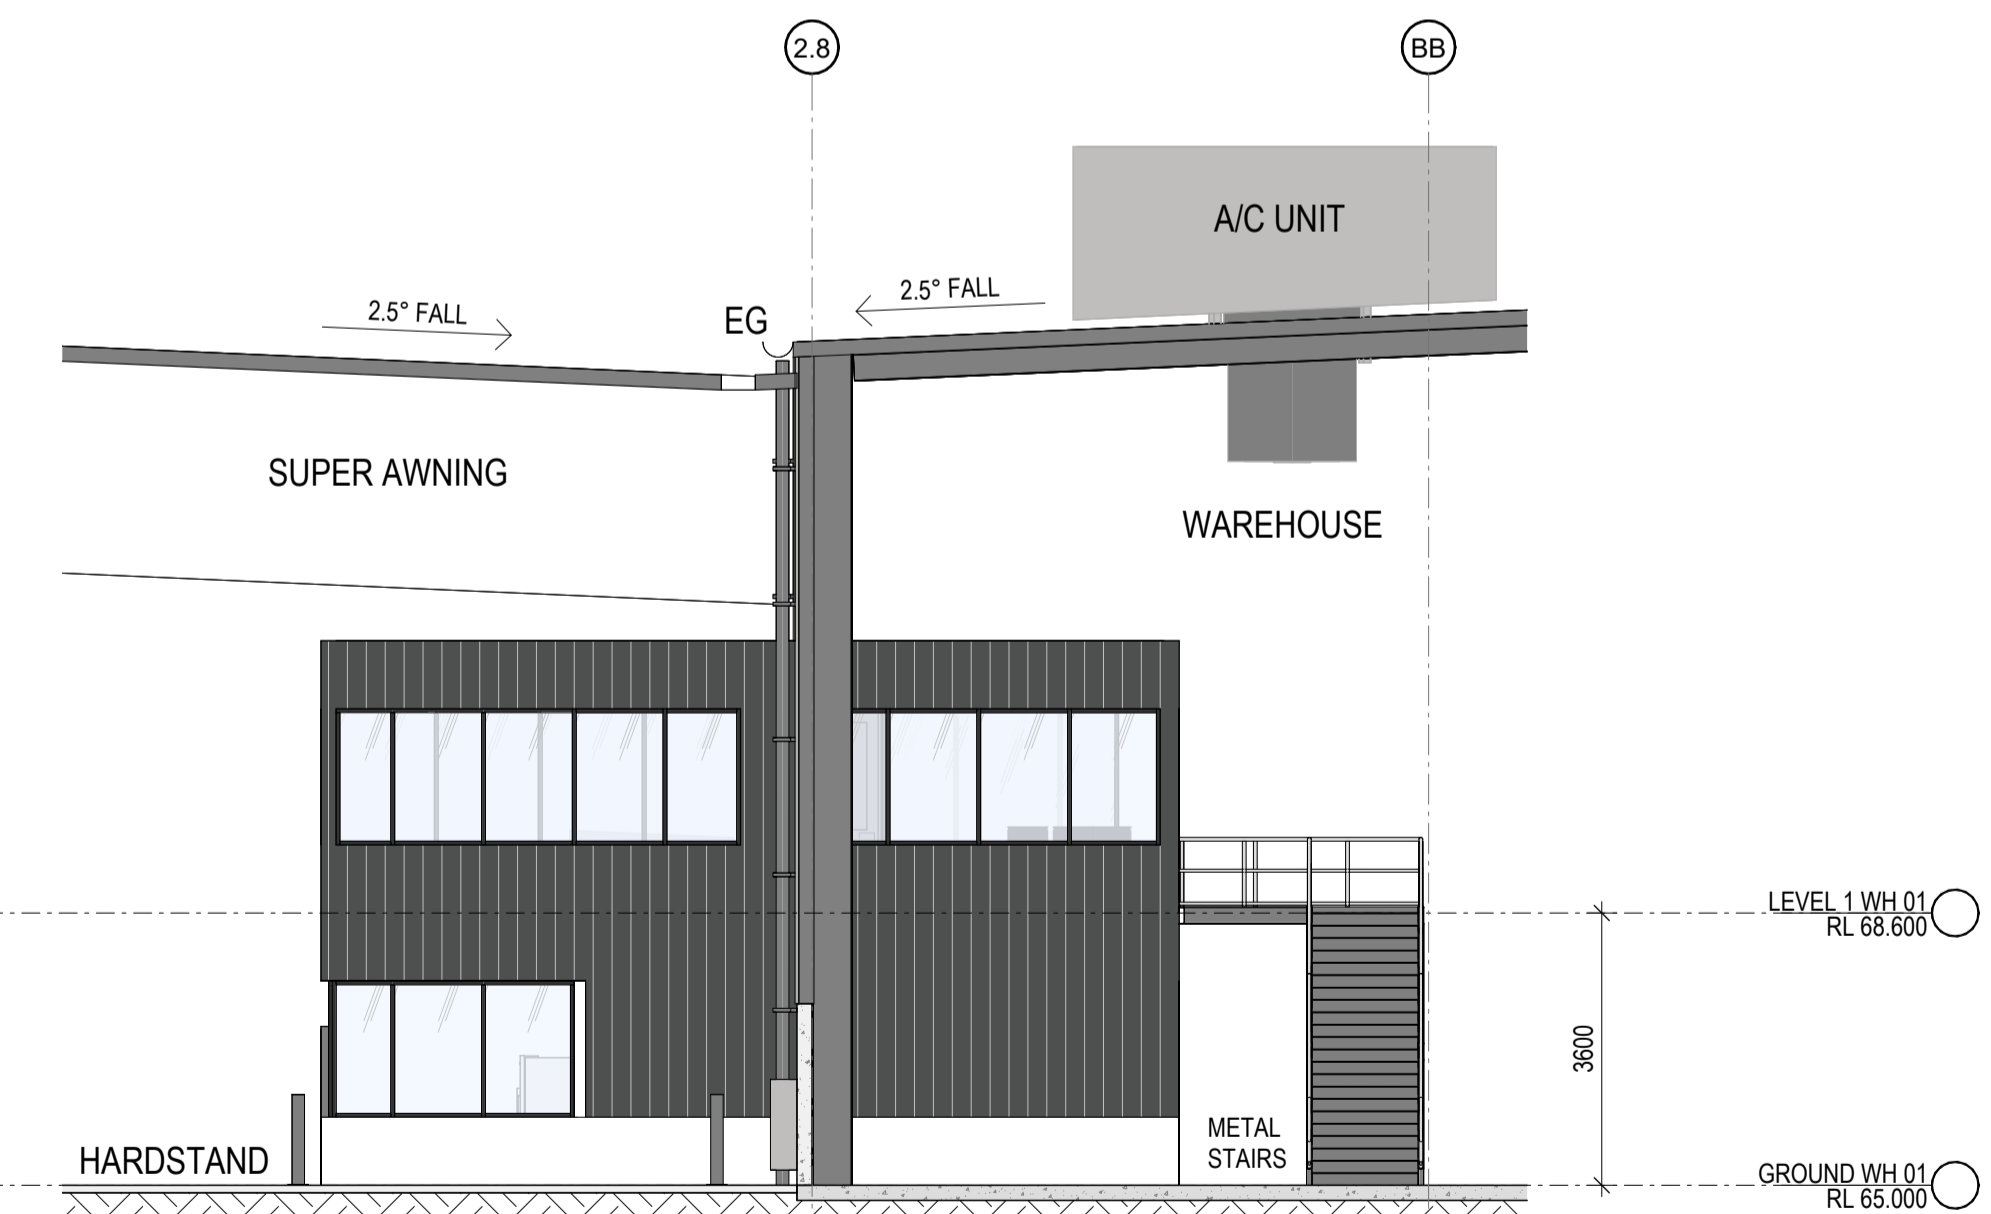 2.8
BB
A/C UNIT
2.5° FALL
2.5° FALL
EG
SUPER AWNING
WAREHOUSE
LEVEL 1 WH 01
RL 68.600
3600
METAL
STAIRS
HARDSTAND
GROUND WH 01
RL 65.000